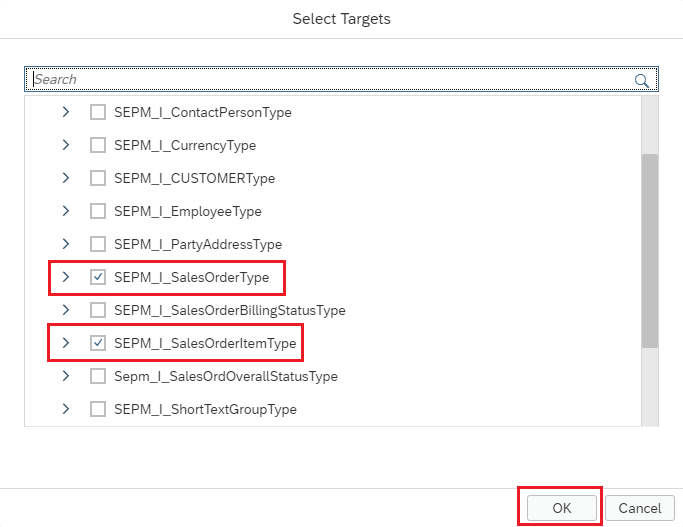 Select Targets
Search
SEPM_I_ContactPersonType
SEPM_I_CurrencyType
SEPM_I_CUSTOMERType
SEPM_I_EmployeeType
SEPM_I_PartyAddressType
SEPM_I_SalesOrderType
SEPM_I_SalesOrderBillingStatusType
SEPM_I_SalesOrderItemType
Sepm_I_SalesOrdOverallStatusType
SEPM_I_ShortTextGroupType
OK Cancel